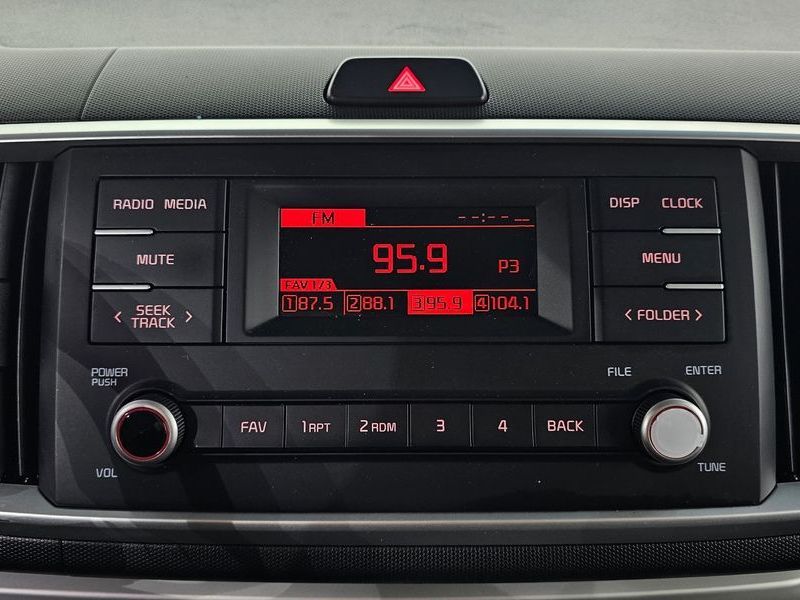 RADIO MEDIA
FM
--:-- __
DISP CLOCK
MUTE
95.9
P3
MENU
FAV 1/3
1 87.5 2 88.1 3 95.9 4 104.1
< SEEK TRACK >
< FOLDER >
POWER
PUSH
FILE
ENTER
FAV
1 RPT
2 RDM
3
4
BACK
VOL
TUNE